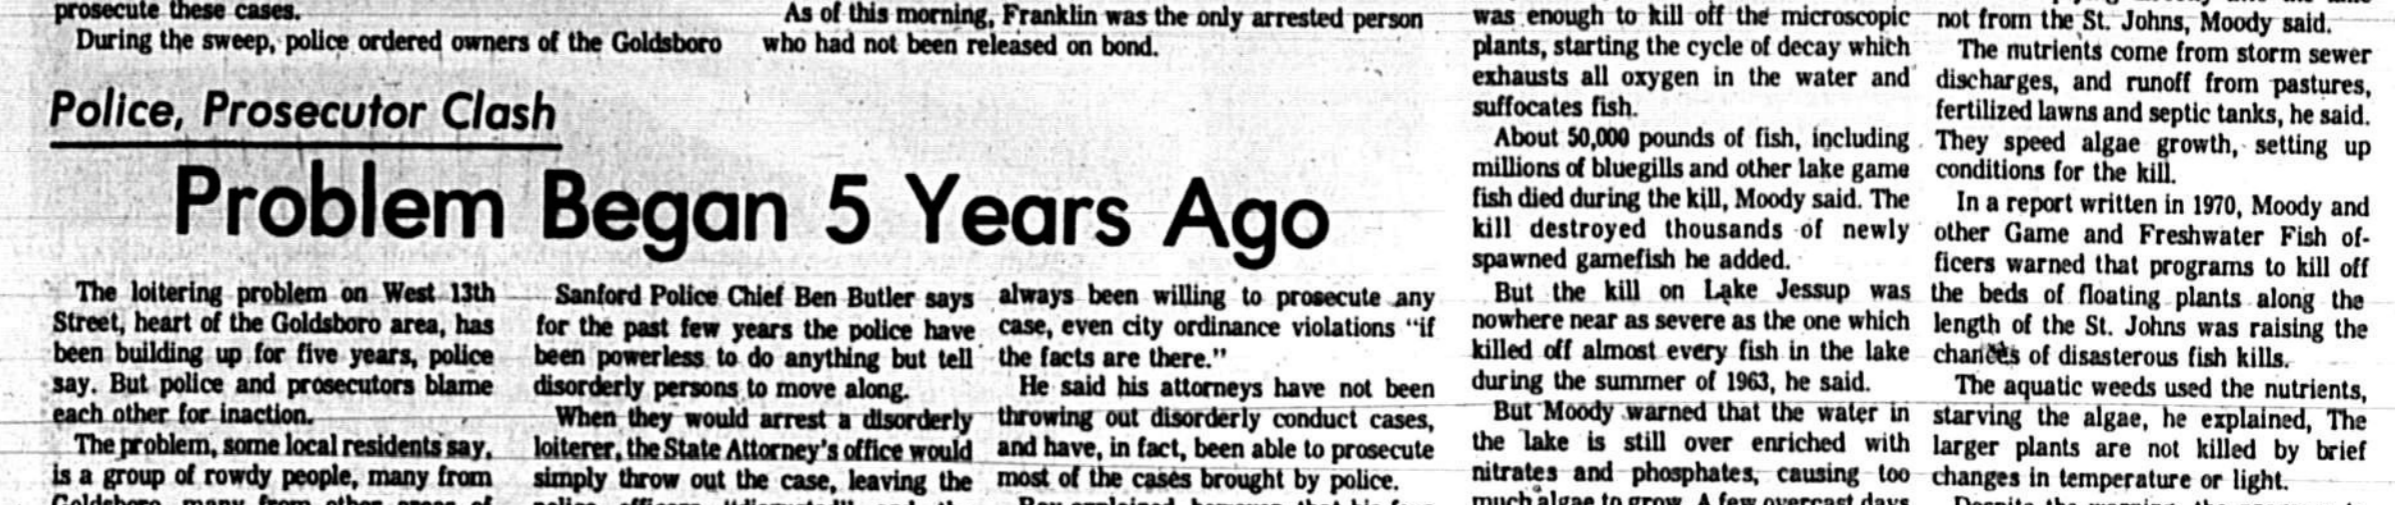 prosecute these cases.
During the sweep, police ordered owners of the Goldsboro
As of this morning, Franklin was the only arrested person
who had not been released on bond.
Police, Prosecutor Clash
Problem Began 5 Years Ago
The loitering problem on West 13th
Street, heart of the Goldsboro area, has
been building up for five years, police
say. But police and prosecutors blame
each other for inaction.
The problem, some local residents say,
is a group of rowdy people, many from
Goldsboro, many from other areas of
Sanford Police Chief Ben Butler says
for the past few years the police have
been powerless to do anything but tell
disorderly persons to move along.
When they would arrest a disorderly
loiterer, the State Attorney's office would
simply throw out the case, leaving the
always been willing to prosecute any
case, even city ordinance violations "if
the facts are there."
He said his attorneys have not been
throwing out disorderly conduct cases,
and have, in fact, been able to prosecute
most of the cases brought by police.
was enough to kill off the microscopic
plants, starting the cycle of decay which
exhausts all oxygen in the water and
suffocates fish.
About 50,000 pounds of fish, including
millions of bluegills and other lake game
fish died during the kill, Moody said. The
kill destroyed thousands of newly
spawned gamefish he added.
But the kill on Lake Jessup was
nowhere near as severe as the one which
killed off almost every fish in the lake
during the summer of 1963, he said.
But Moody warned that the water in
the lake is still over enriched with
nitrates and phosphates, causing too
much algae to grow. A few overcast days
not from the St. Johns, Moody said.
The nutrients come from storm sewer
discharges, and runoff from pastures,
fertilized lawns and septic tanks, he said.
They speed algae growth, setting up
conditions for the kill.
In a report written in 1970, Moody and
other Game and Freshwater Fish of-
ficers warned that programs to kill off
the beds of floating plants along the
length of the St. Johns was raising the
chances of disasterous fish kills.
The aquatic weeds used the nutrients,
starving the algae, he explained, The
larger plants are not killed by brief
changes in temperature or light.